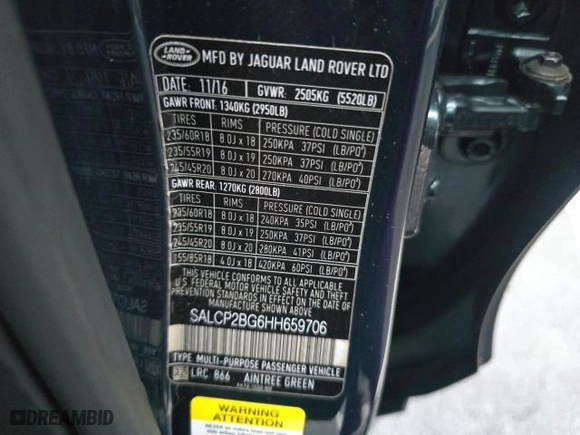 LAND-
ROVER
MFD BY JAGUAR LAND ROVER LTD
DATE: 11/16 GVWR: 2505KG (5520LB)
GAWR FRONT: 1340KG (2950LB)
TIRES RIMS PRESSURE (COLD SINGLE)
235/60R18 8.0J x 18 250KPA 37PSI (LB/PO²)
235/55R19 8.0J x 19 250KPA 37PSI (LB/PO²)
245/45R20 8.0J x 20 270KPA 40PSI (LB/PO²)
GAWR REAR: 1270KG (2800LB)
TIRES RIMS PRESSURE (COLD SINGLE)
235/60R18 8.0J x 18 240KPA 35PSI (LB/PO²)
235/55R19 8.0J x 19 250KPA 37PSI (LB/PO²)
245/45R20 8.0J x 20 280KPA 41PSI (LB/PO²)
155/85R18 4.0J x 18 420KPA 60PSI (LB/PO²)
THIS VEHICLE CONFORMS TO ALL APPLICABLE
U.S. FEDERAL MOTOR VEHICLE SAFETY, BUMPER
AND THEFT PREVENTION STANDARDS IN EFFECT
ON THE DATE OF MANUFACTURE SHOWN ABOVE.
SALCP2BG6HH659706
TYPE: MULTI-PURPOSE PASSENGER VEHICLE
LRC 866 AINTREE GREEN
WARNING
ATTENTION
DREAMBID